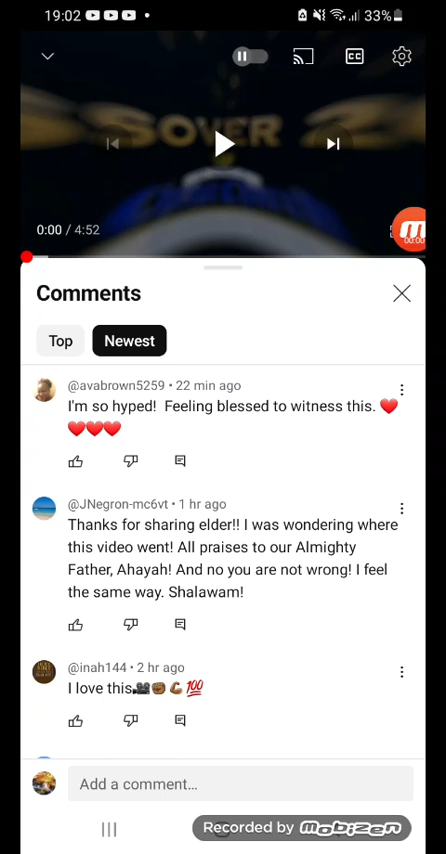 19:02
33%
CC
SOVER
0:00 / 4:52
00:00
Comments
Top
Newest
@avabrown5259 • 22 min ago
I'm so hyped!  Feeling blessed to witness this. ❤️
❤️❤️❤️
@JNegron-mc6vt • 1 hr ago
Thanks for sharing elder!! I was wondering where
this video went! All praises to our Almighty
Father, Ahayah! And no you are not wrong! I feel
the same way. Shalawam!
@inah144 • 2 hr ago
I love this🎥✊🏾💪🏾💯
Add a comment...
Recorded by mobizen